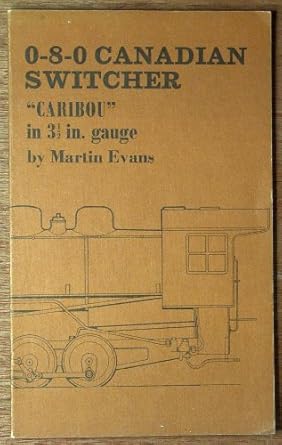 0-8-0 CANADIAN
SWITCHER
"CARIBOU"
in 3½ in. gauge
by Martin Evans